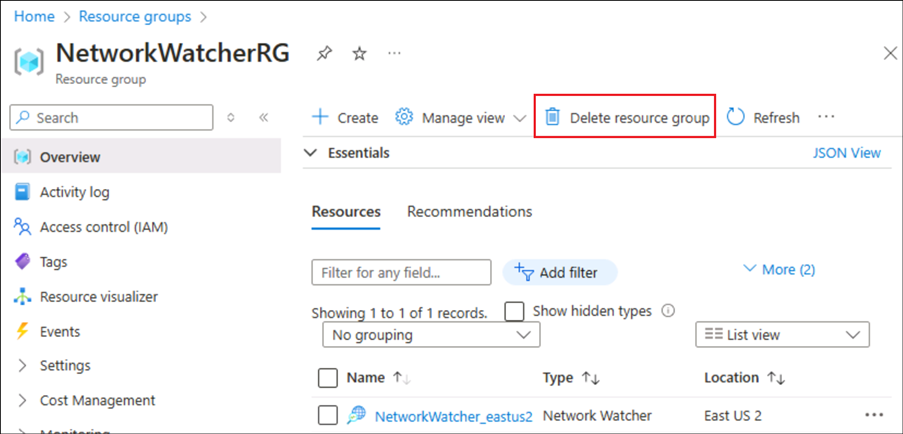 Home > Resource groups >
NetworkWatcherRG
Resource group
Search
Overview
Activity log
Access control (IAM)
Tags
Resource visualizer
Events
Settings
Cost Management
Monitoring
Create Manage view Delete resource group Refresh
Essentials JSON View
Resources Recommendations
Filter for any field... Add filter More (2)
Showing 1 to 1 of 1 records. Show hidden types
No grouping List view
Name Type Location
NetworkWatcher_eastus2 Network Watcher East US 2